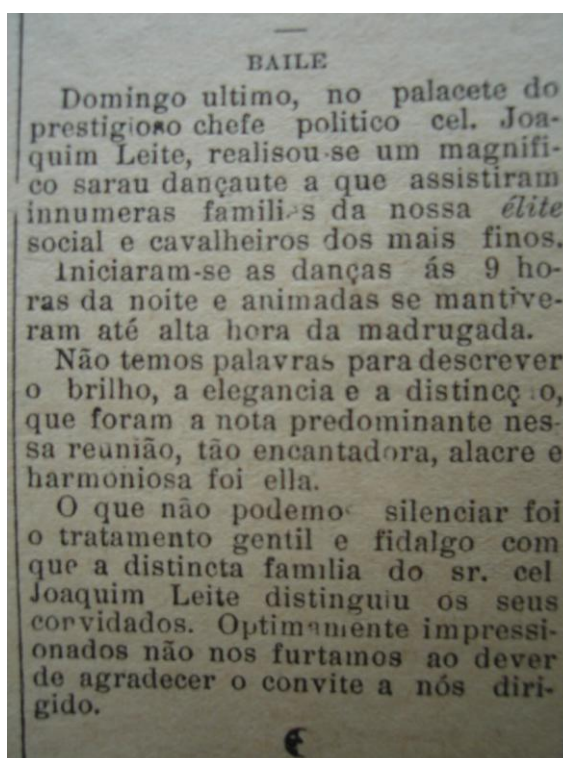 BAILE
Domingo ultimo, no palacete do
prestigioso chefe politico cel. Joa-
quim Leite, realisou-se um magnifi-
co sarau dançaute a que assistiram
innumeras familias da nossa élite
social e cavalheiros dos mais finos.
Iniciaram-se as danças ás 9 ho-
ras da noite e animadas se mantive-
ram até alta hora da madrugada.
Não temos palavras para descrever
o brilho, a elegancia e a distincção,
que foram a nota predominante nes-
sa reunião, tão encantadora, alacre e
harmoniosa foi ella.
O que não podemos silenciar foi
o tratamento gentil e fidalgo com
que a distincta familia do sr. cel
Joaquim Leite distinguiu os seus
convidados. Optimamente impressi-
onados não nos furtamos ao dever
de agradecer o convite a nós diri-
gido.